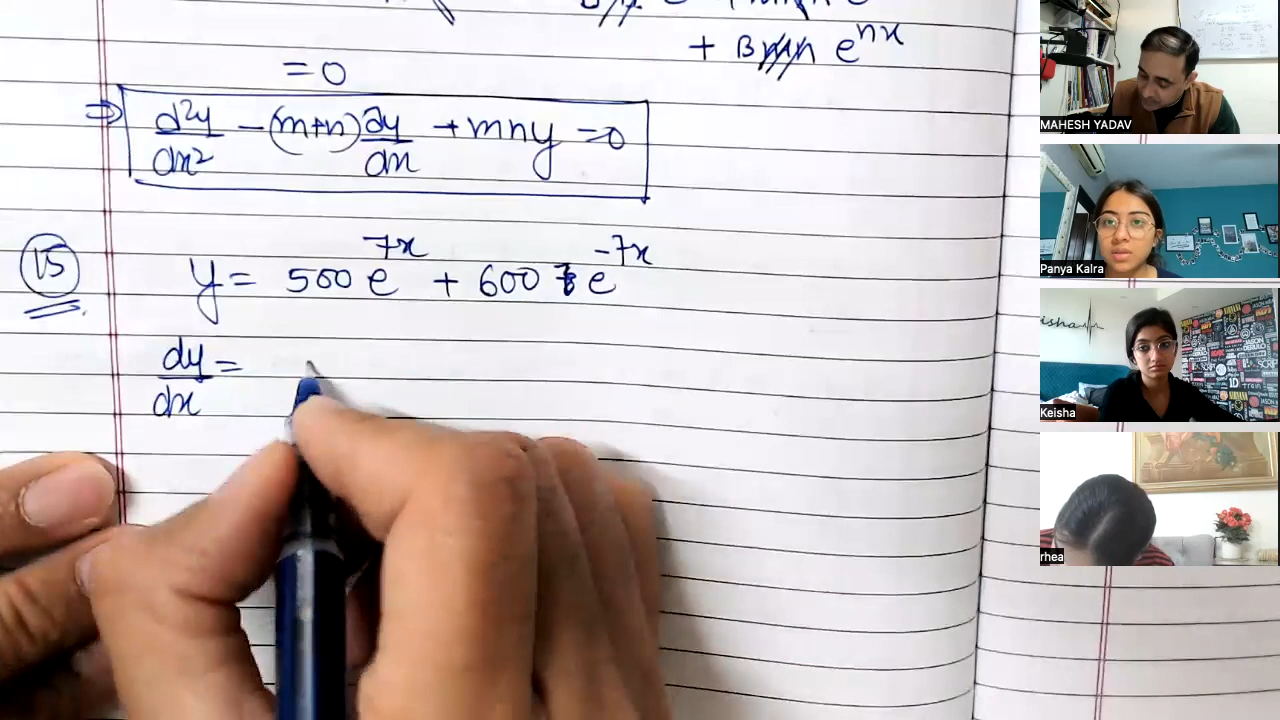 + B e^{nx}
= 0
⇒ d²y/dx² - (m+n) dy/dx + mny = 0
15 y = 500 e^{7x} + 600 e^{-7x}
dy/dx =
MAHESH YADAV
Panya Kalra
Keisha
rhea